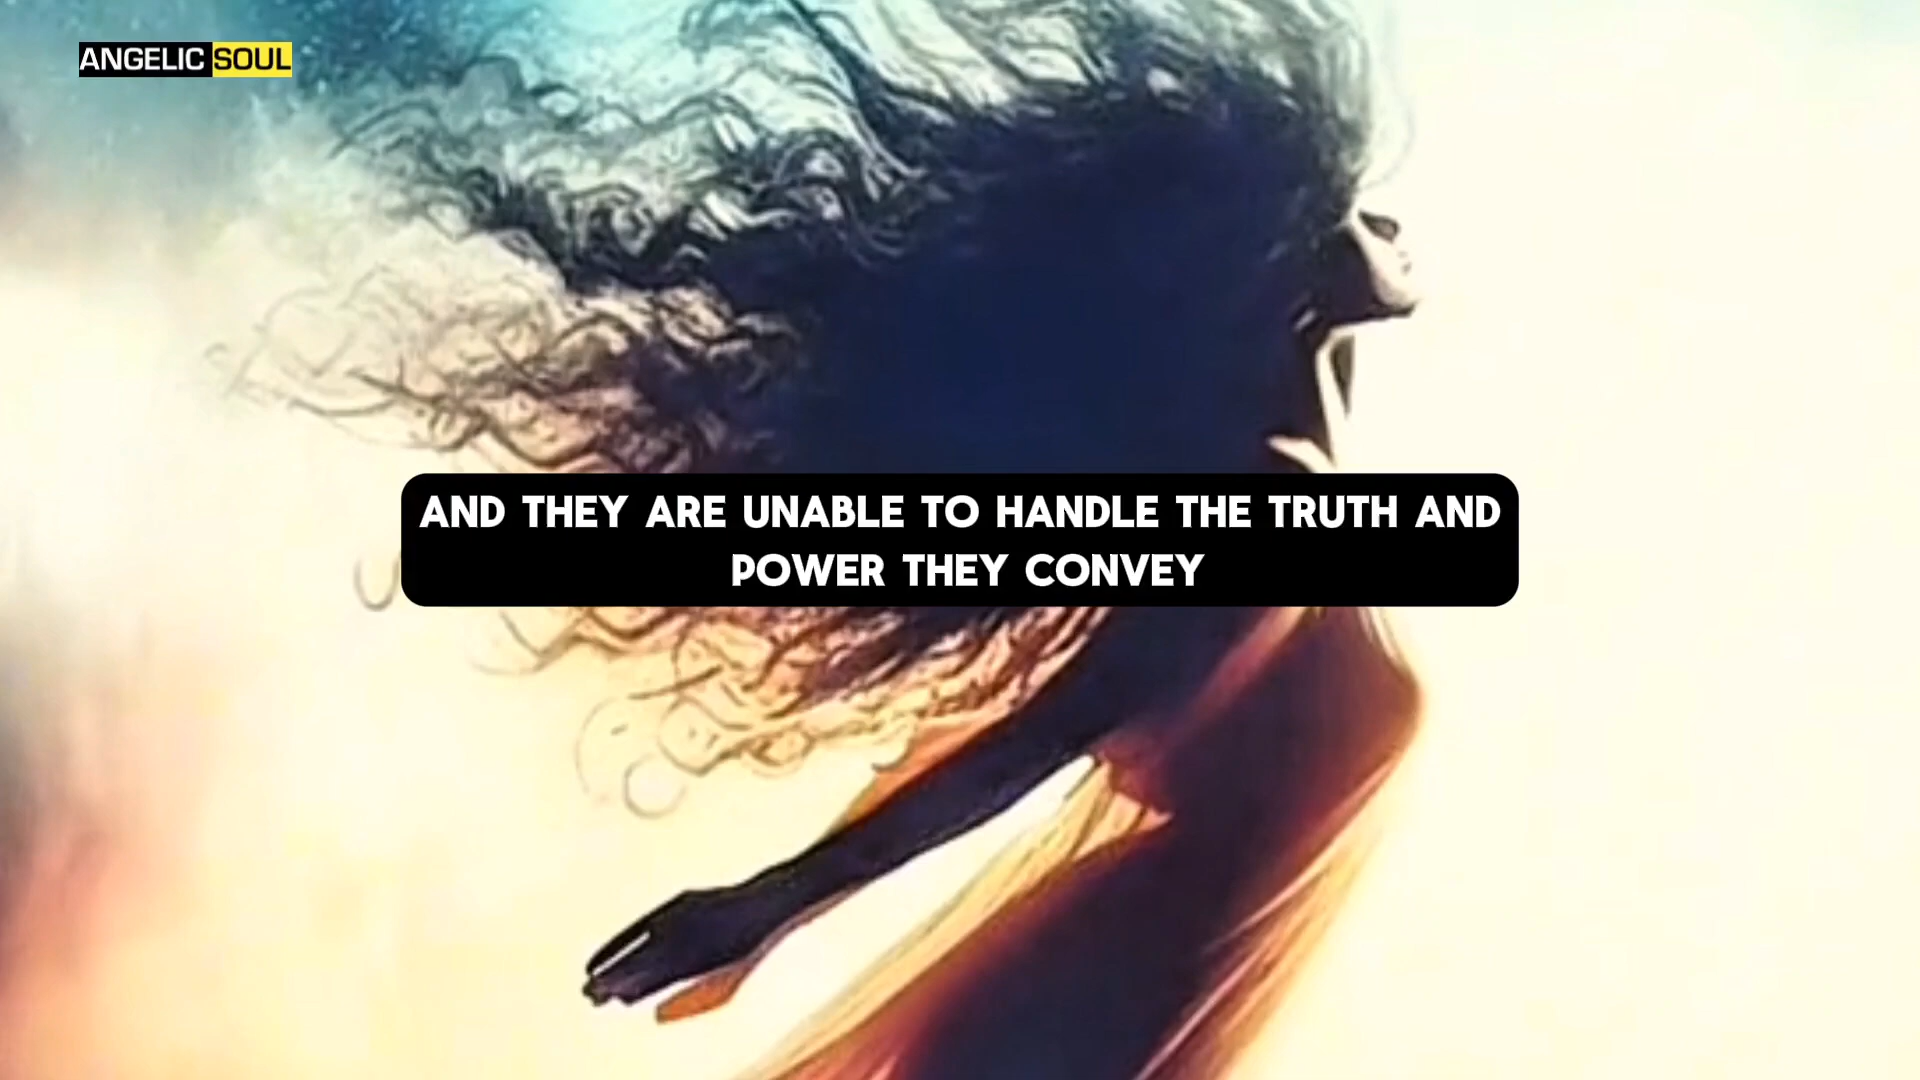 ANGELIC SOUL
AND THEY ARE UNABLE TO HANDLE THE TRUTH AND
POWER THEY CONVEY